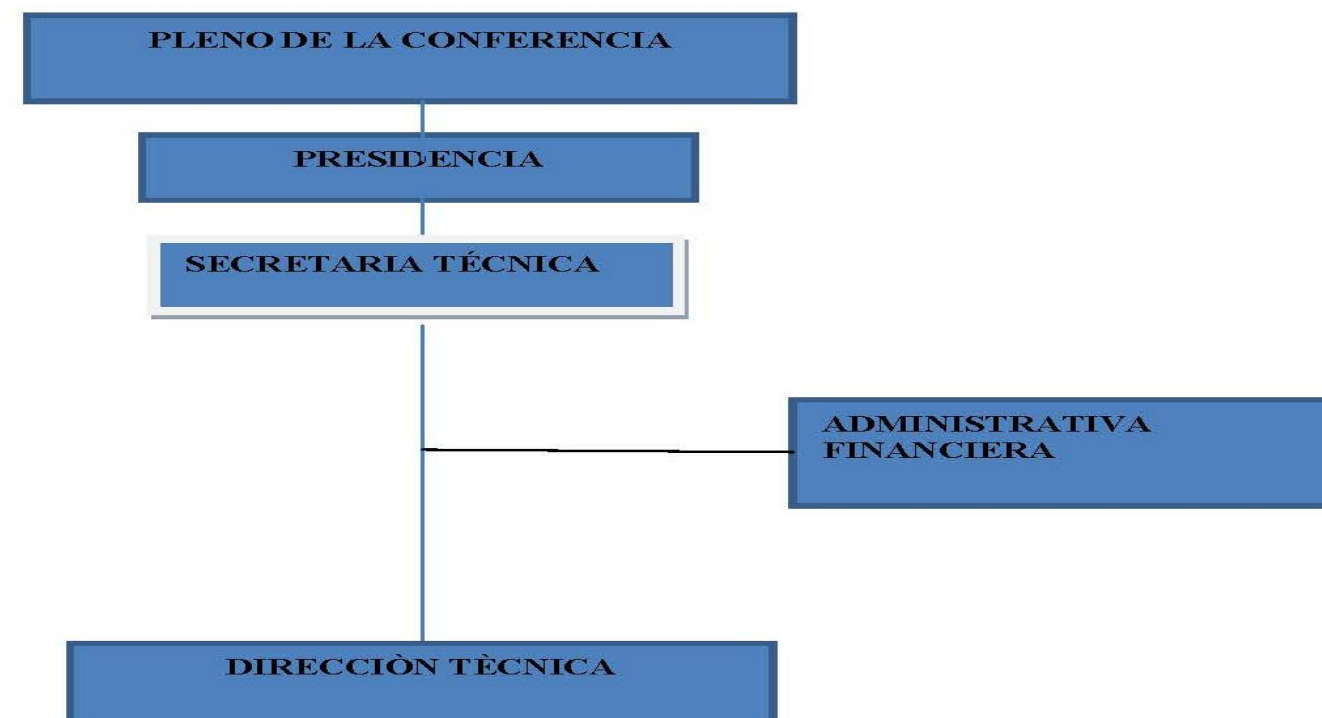 PLENO DE LA CONFERENCIA
PRESIDENCIA
SECRETARIA TÉCNICA
ADMINISTRATIVA
FINANCIERA
DIRECCIÒN TÈCNICA